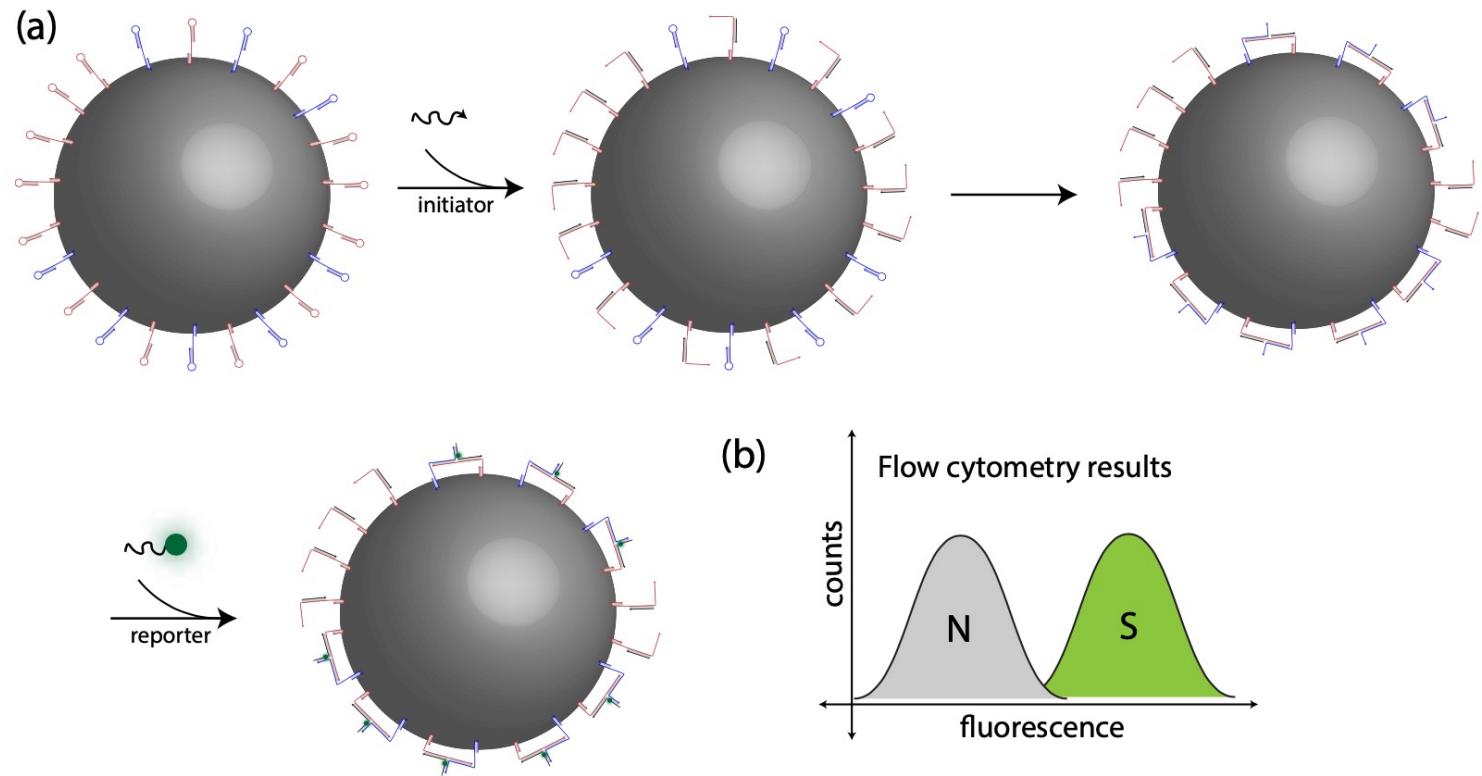 (a)
initiator
reporter
(b)
Flow cytometry results
counts
N
S
fluorescence